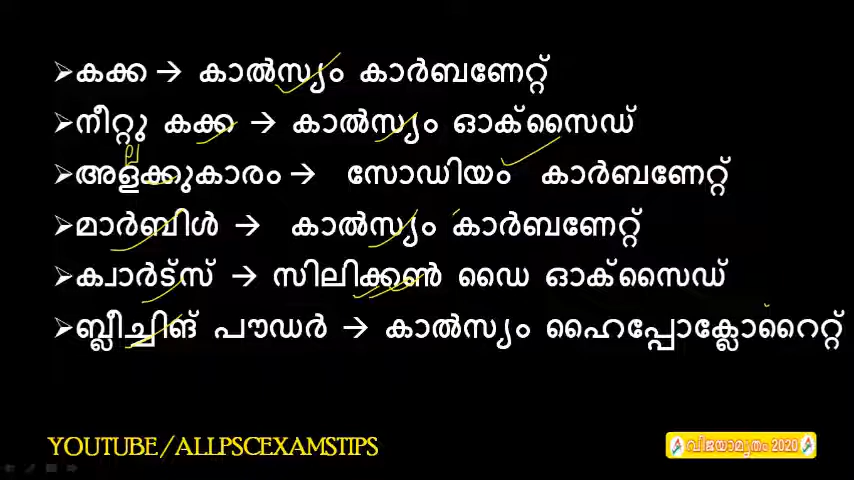 ➢കക്ക → കാൽസ്യം കാർബണേറ്റ്
➢നീറ്റു കക്ക → കാൽസ്യം ഓക്സൈഡ്
ല
➢അളക്കുകാരം → സോഡിയം കാർബണേറ്റ്
➢മാർബിൾ → കാൽസ്യം കാർബണേറ്റ്
➢ക്വാർട്സ് → സിലിക്കൺ ഡൈ ഓക്സൈഡ്
➢ബ്ലീച്ചിങ് പൗഡർ → കാൽസ്യം ഹൈപ്പോക്ലോറൈറ്റ്
YOUTUBE/ALLPSCEXAMSTIPS
വിജയാമൃതം 2020